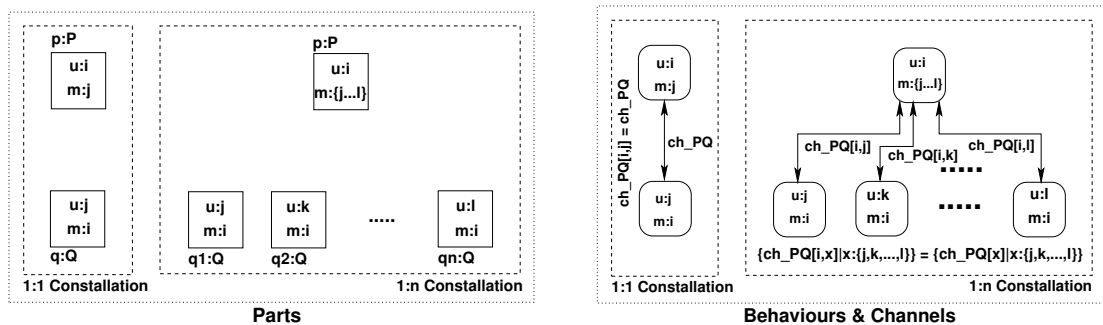 p:P
u:i
m:j
u:j
m:i
q:Q
1:1 Constallation
p:P
u:i
m:{j...l}
u:j
m:i
q1:Q
u:k
m:i
q2:Q
.....
u:l
m:i
qn:Q
1:n Constallation
Parts
ch_PQ[i,j] = ch_PQ
u:i
m:j
ch_PQ
u:j
m:i
1:1 Constallation
u:i
m:{j...l}
ch_PQ[i,j]
ch_PQ[i,k]
ch_PQ[i,l]
.....
u:j
m:i
u:k
m:i
.....
u:l
m:i
{ch_PQ[i,x]|x:{j,k,...,l}} = {ch_PQ[x]|x:{j,k,...,l}}
1:n Constallation
Behaviours & Channels